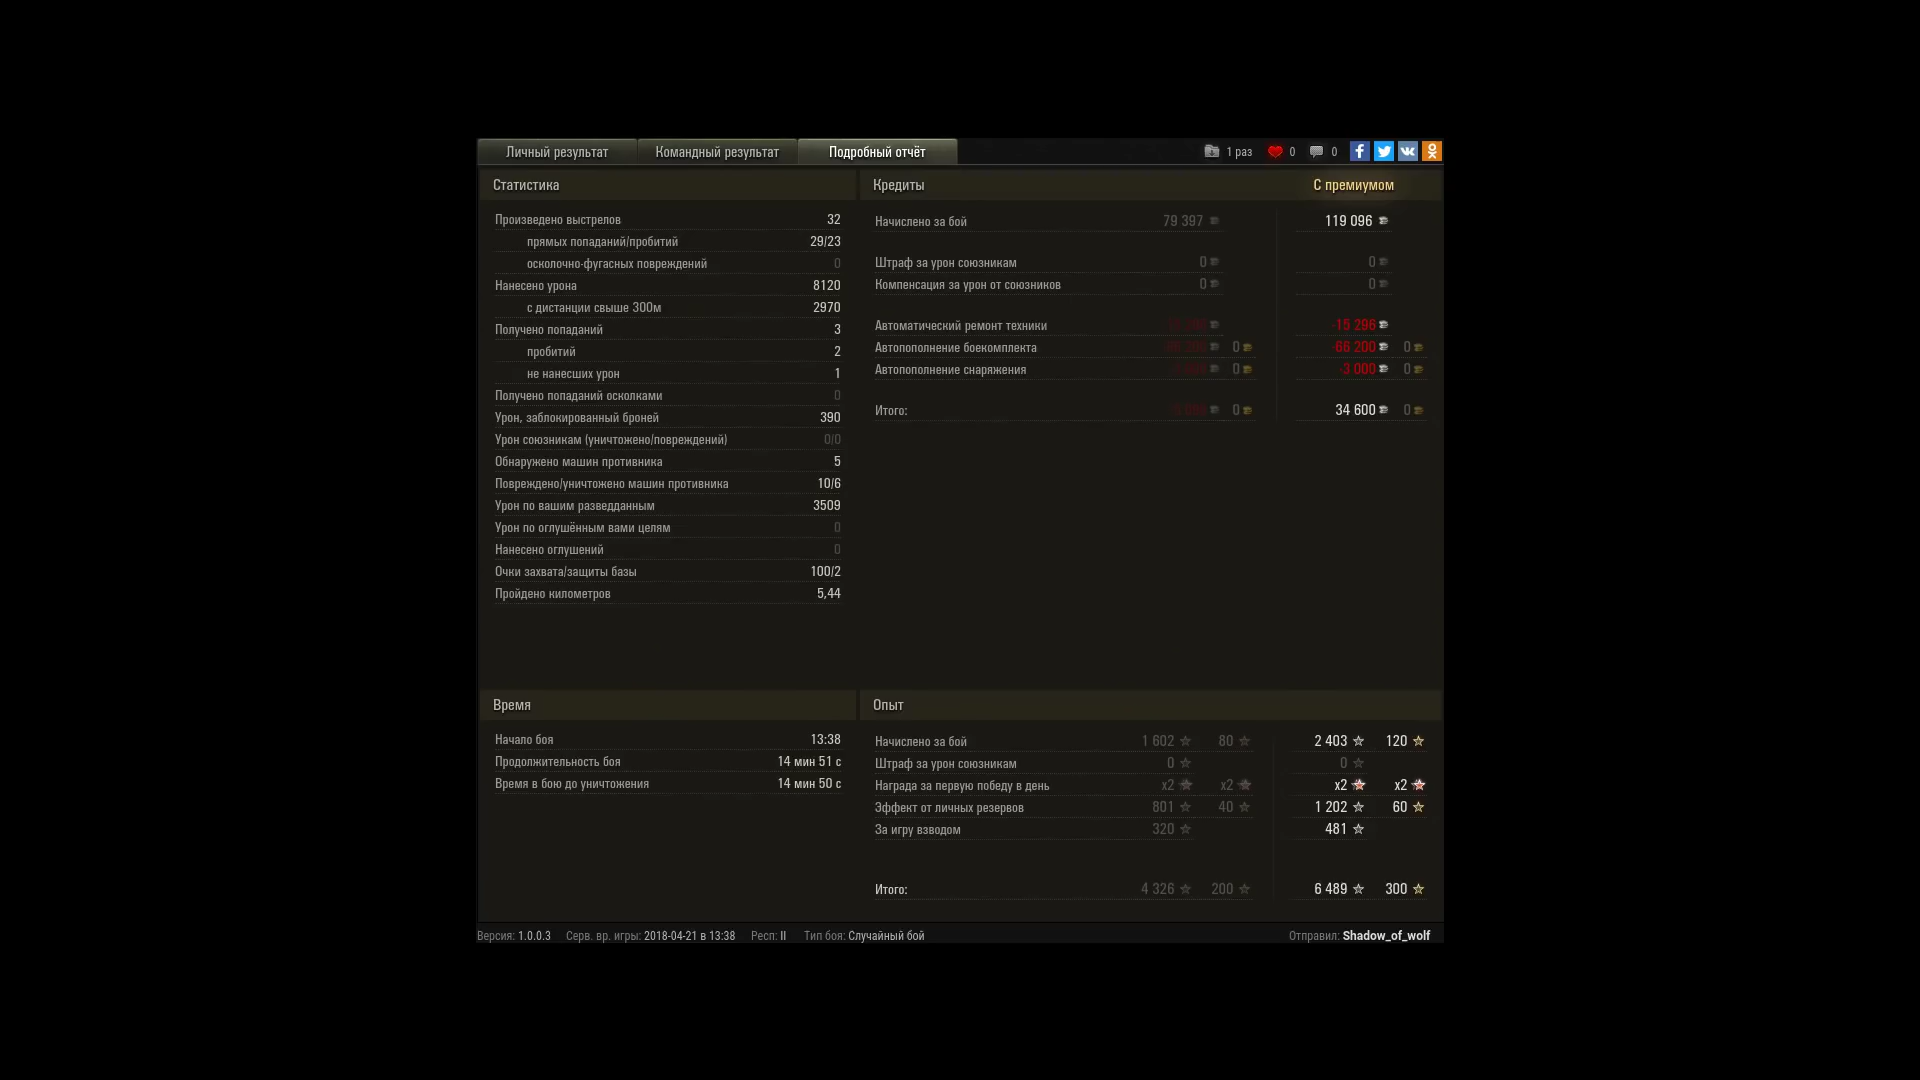 Личный результат Командный результат Подробный отчёт 1 раз 0 0
Статистика
Произведено выстрелов 32
прямых попаданий/пробитий 29/23
осколочно-фугасных повреждений 0
Нанесено урона 8120
с дистанции свыше 300м 2970
Получено попаданий 3
пробитий 2
не нанесших урон 1
Получено попаданий осколками 0
Урон, заблокированный броней 390
Урон союзникам (уничтожено/повреждений) 0/0
Обнаружено машин противника 5
Повреждено/уничтожено машин противника 10/6
Урон по вашим разведданным 3509
Урон по оглушённым вами целям 0
Нанесено оглушений 0
Очки захвата/защиты базы 100/2
Пройдено километров 5,44
Кредиты С премиумом
Начислено за бой 79 397 119 096
Штраф за урон союзникам 0 0
Компенсация за урон от союзников 0 0
Автоматический ремонт техники -15 296
Автопополнение боекомплекта 0 -66 200 0
Автопополнение снаряжения 0 -3 000 0
Итого: 0 34 600 0
Время
Начало боя 13:38
Продолжительность боя 14 мин 51 с
Время в бою до уничтожения 14 мин 50 с
Опыт
Начислено за бой 1 602 80 2 403 120
Штраф за урон союзникам 0 0
Награда за первую победу в день x2 x2 x2 x2
Эффект от личных резервов 801 40 1 202 60
За игру взводом 320 481
Итого: 4 326 200 6 489 300
Версия: 1.0.0.3 Серв. вр. игры: 2018-04-21 в 13:38 Респ: II Тип боя: Случайный бой Отправил: Shadow_of_wolf